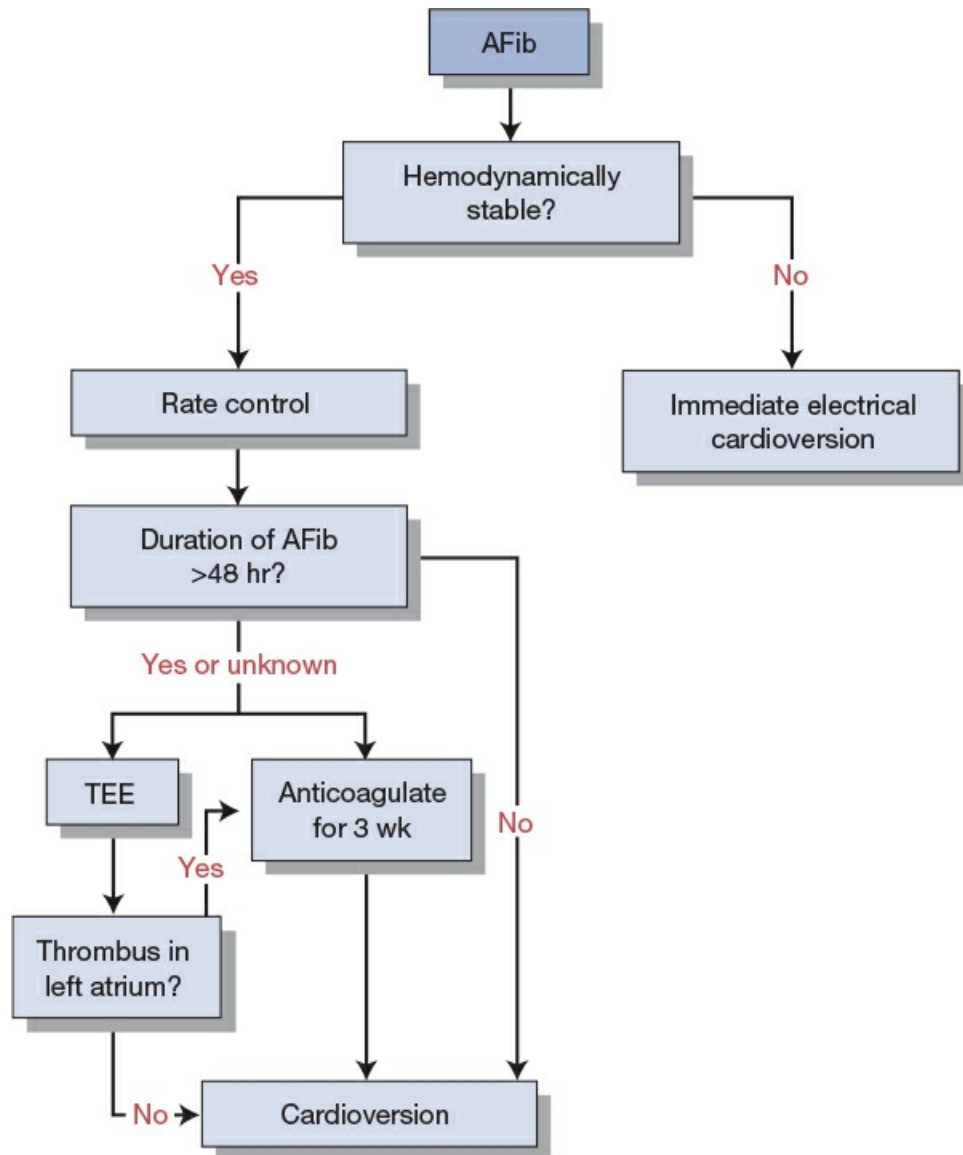 AFib
Hemodynamically
stable?
Yes
No
Rate control
Immediate electrical
cardioversion
Duration of AFib
>48 hr?
Yes or unknown
TEE
Anticoagulate
for 3 wk
No
Yes
Thrombus in
left atrium?
No
Cardioversion